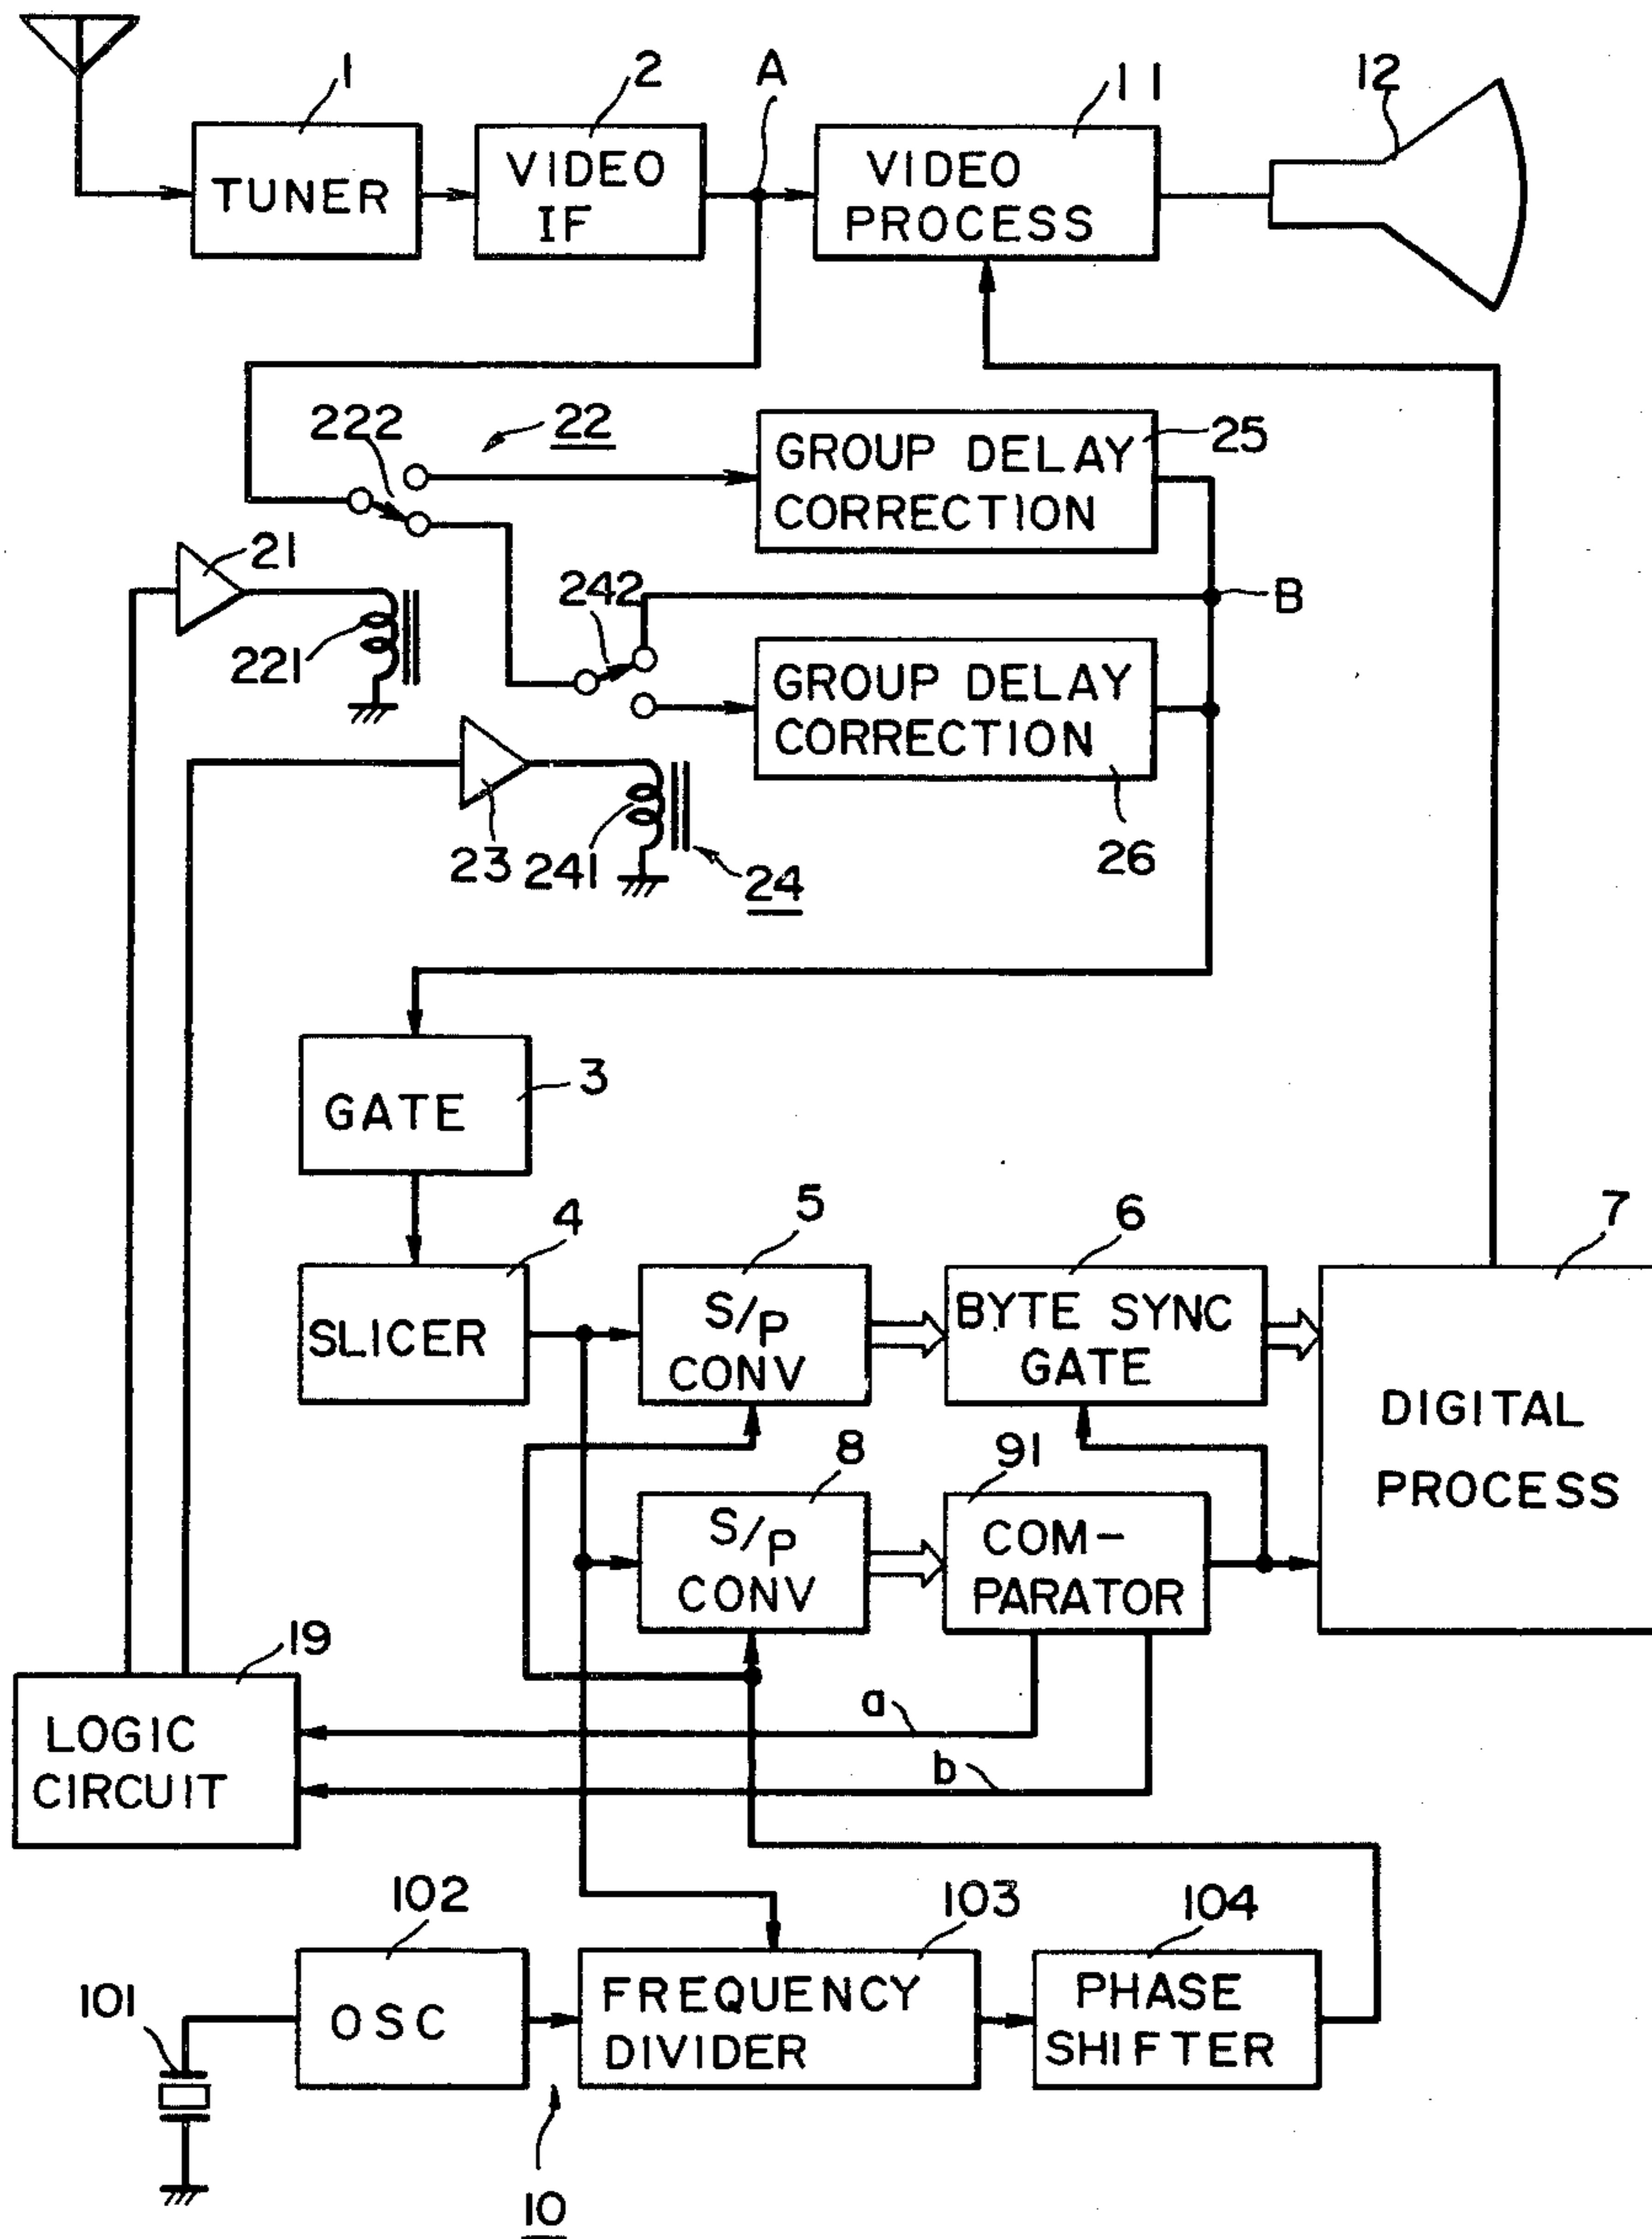 1
2
A
11
12
TUNER
VIDEO
IF
VIDEO
PROCESS
222
22
GROUP DELAY
CORRECTION
25
21
242
B
221
GROUP DELAY
CORRECTION
23
241
24
26
GATE
3
4
5
6
7
SLICER
S/P
CONV
BYTE SYNC
GATE
DIGITAL
PROCESS
8
91
S/P
CONV
COM-
PARATOR
19
LOGIC
CIRCUIT
a
b
102
103
104
101
OSC
FREQUENCY
DIVIDER
PHASE
SHIFTER
10